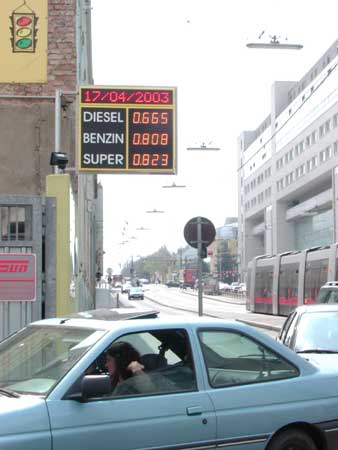 17/04/2003
DIESEL 0.665
BENZIN 0.808
SUPER 0.823